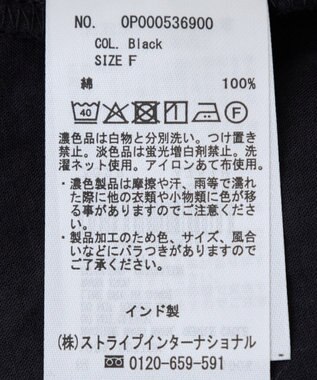 NO. OP000536900
COL. Black
SIZE F
綿 100%
40 F
濃色品は白物と分別洗い。つけ置き
禁止。淡色品は蛍光増白剤禁止。洗
濯ネット使用。アイロンあて布使用。
・濃色製品は摩擦や汗、雨等で濡れ
た際に他の衣類や小物類に色が移
る事がありますのでご注意くださ
い。
・製品加工のため色、サイズ、風合
いなどにバラつきがありますので
ご了承ください。
インド製
(株)ストライプインターナショナル
0120-659-591